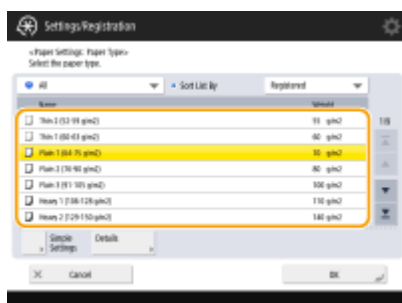 Settings/Registration
<Paper Settings: Paper Type>
Select the paper type.
All
Sort List By
Registered
Name
Weight
Thin 2 (52-59 g/m2)
55 g/m2
1/6
Thin 1 (60-63 g/m2)
60 g/m2
Plain 1 (64-75 g/m2)
70 g/m2
Plain 2 (76-90 g/m2)
80 g/m2
Plain 3 (91-105 g/m2)
100 g/m2
Heavy 1 (106-128 g/m2)
110 g/m2
Heavy 2 (129-150 g/m2)
140 g/m2
Simple
Settings
Details
Cancel
OK